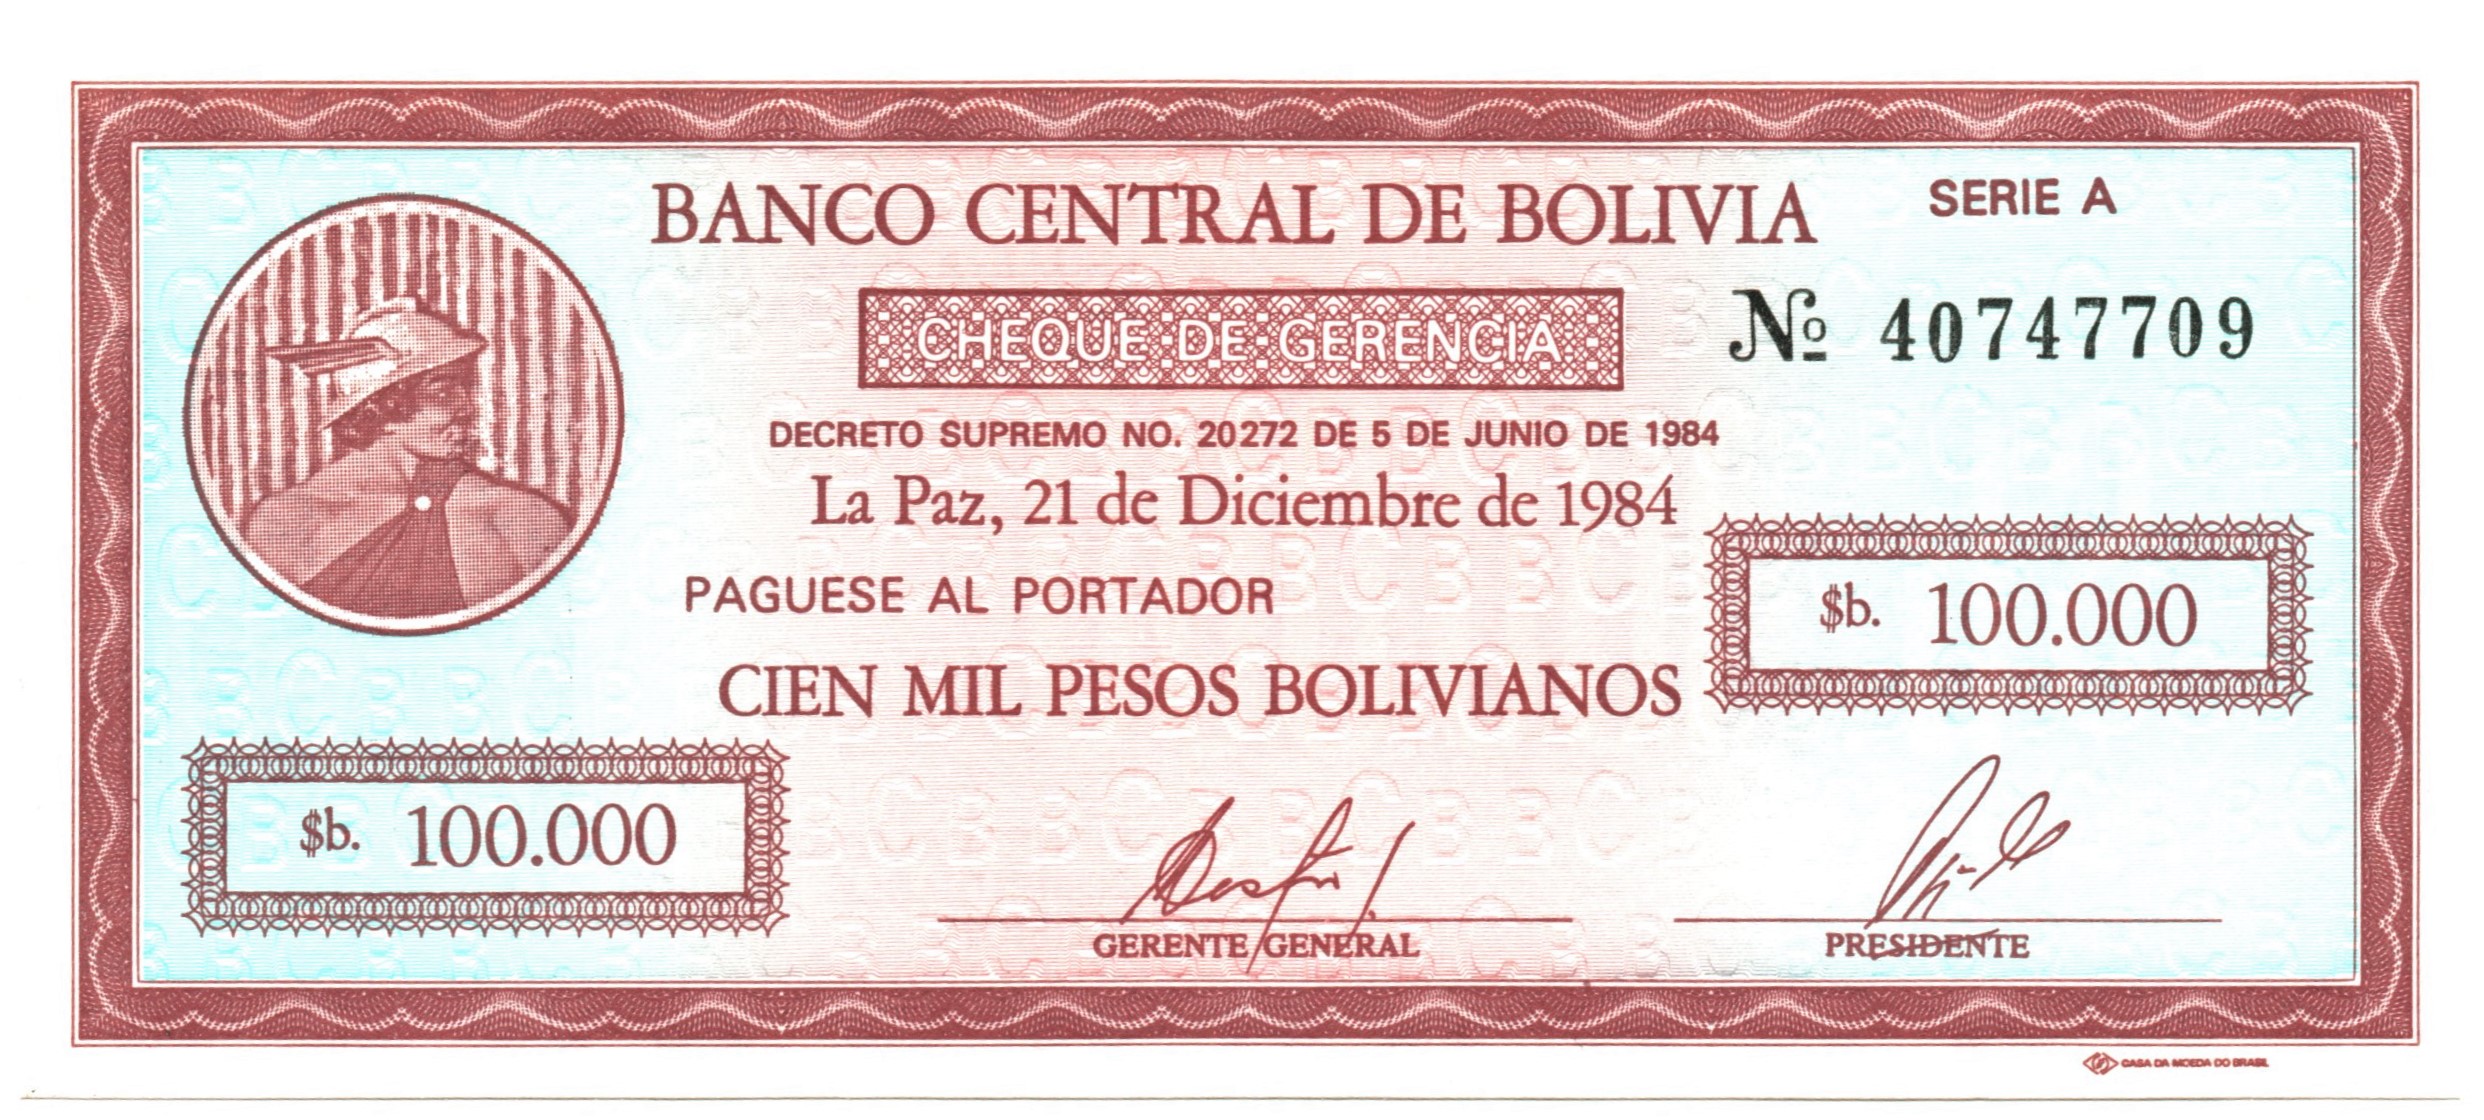 BANCO CENTRAL DE BOLIVIA
SERIE A
CHEQUE DE GERENCIA
Nº 40747709
DECRETO SUPREMO NO. 20272 DE 5 DE JUNIO DE 1984
La Paz, 21 de Diciembre de 1984
PAGUESE AL PORTADOR
$b. 100.000
CIEN MIL PESOS BOLIVIANOS
$b. 100.000
GERENTE GENERAL
PRESIDENTE
CASA DA MOEDA DO BRASIL